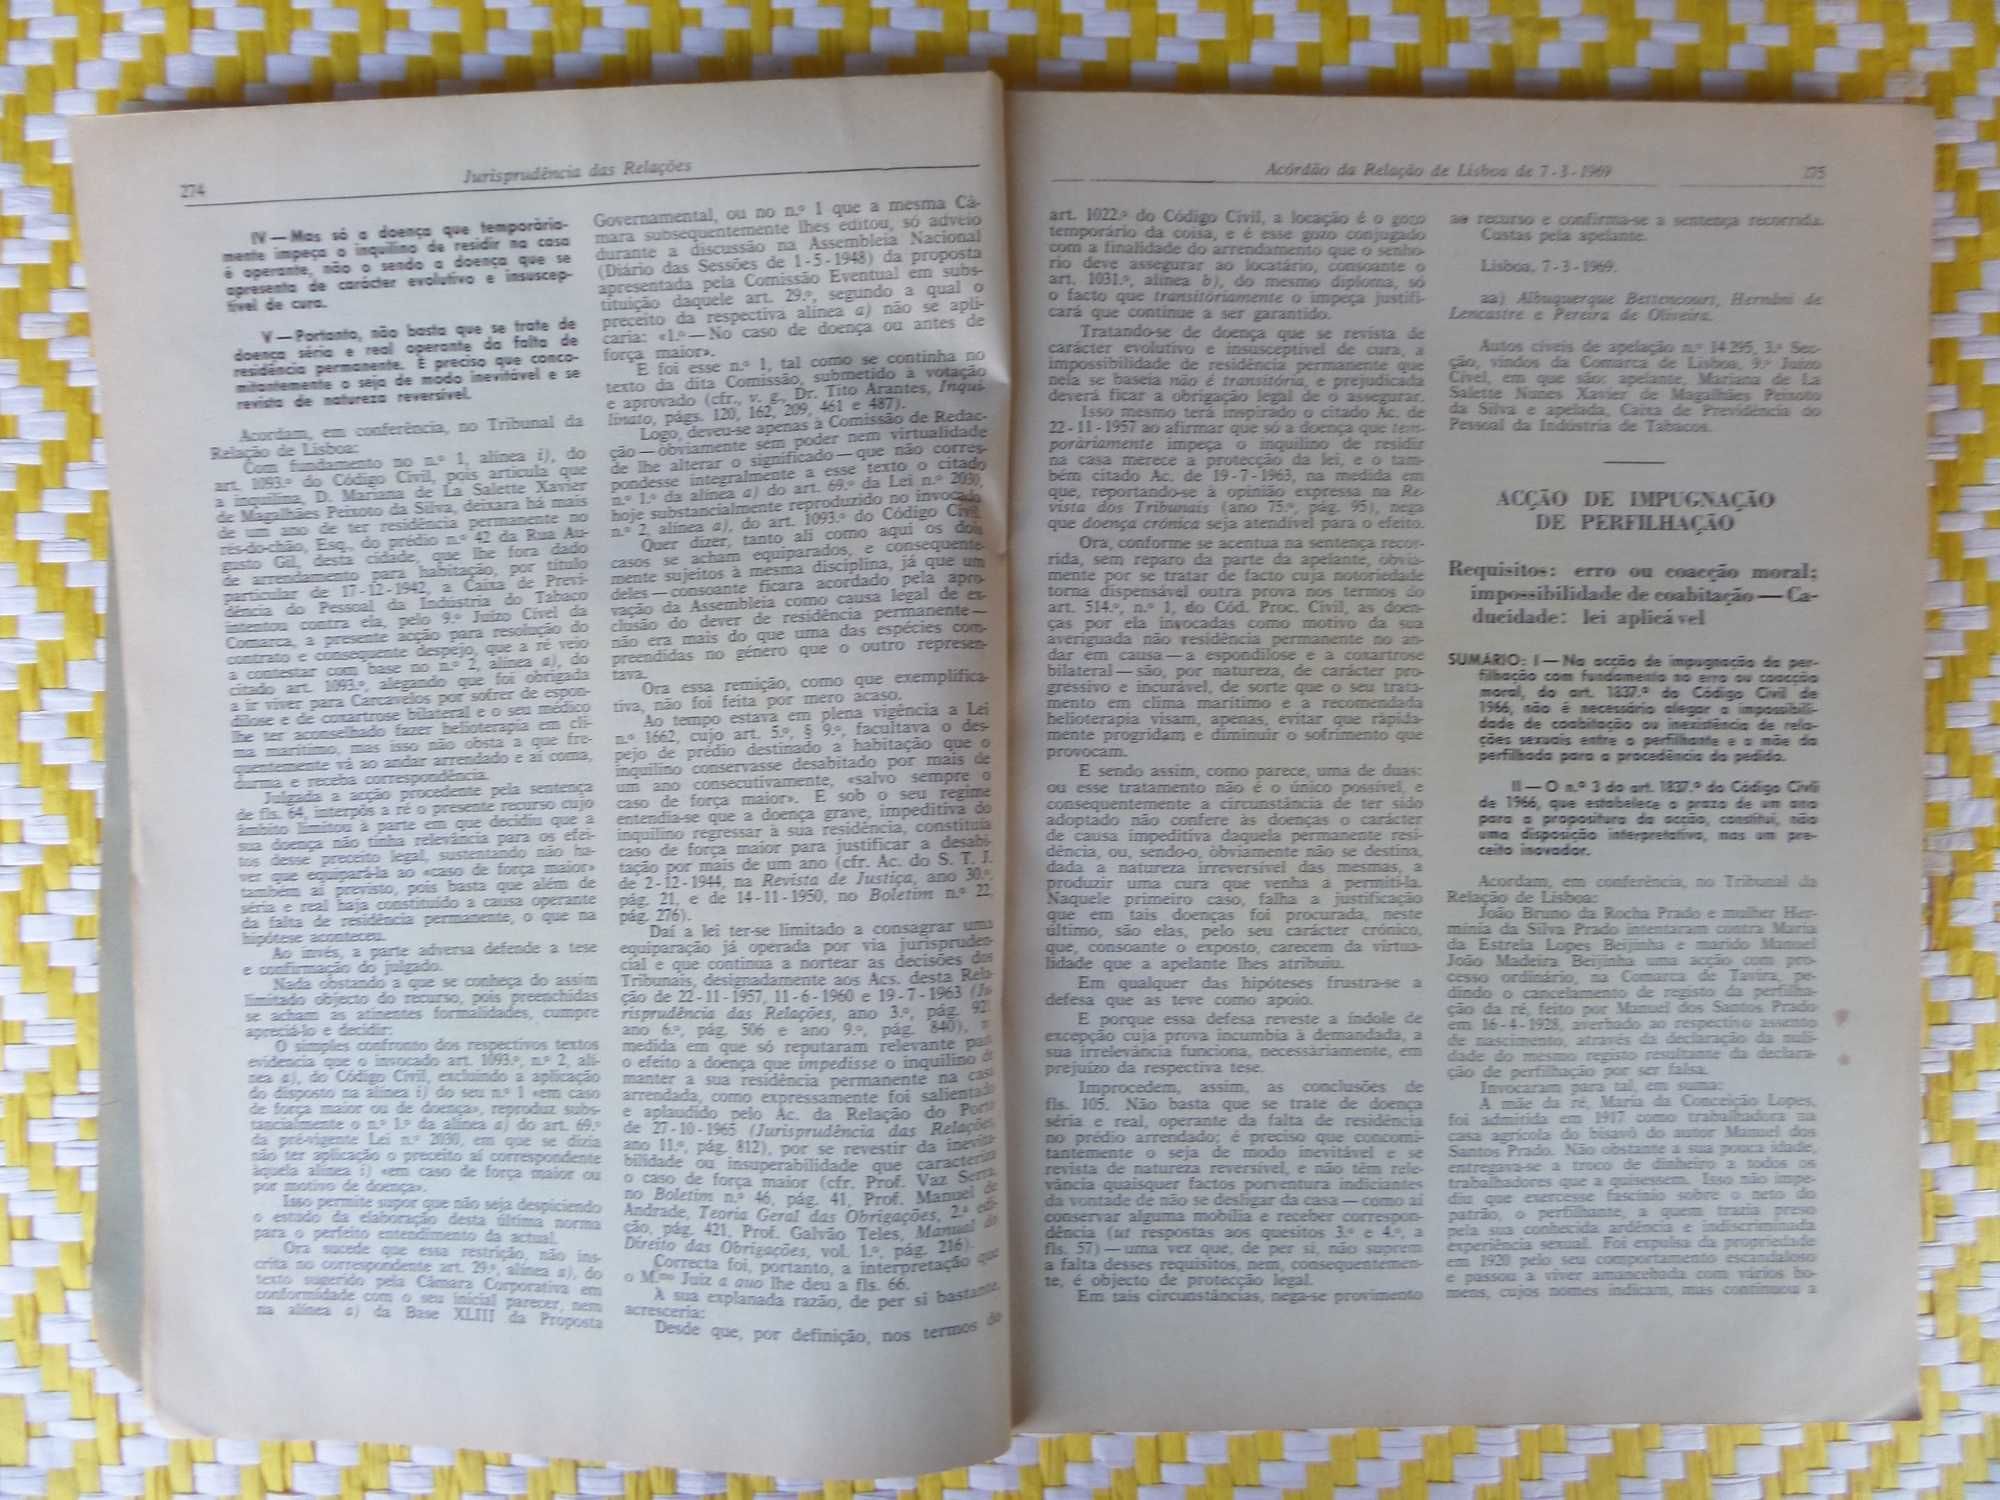 274
Jurisprudência das Relações
IV — Mas só a doença que temporària-
mente impeça o inquilino de residir na casa
é operante, não o sendo a doença que se
apresenta de carácter evolutivo e insuscep-
tível de cura.
V — Portanto, não basta que se trate de
doença séria e real operante da falta de
residência permanente. É preciso que conco-
mitantemente o seja de modo inevitável e se
revista de natureza reversível.
Acordam, em conferência, no Tribunal da
Relação de Lisboa:
Com fundamento no n.º 1, alínea i), do
art. 1093.º do Código Civil, pois articula que
a inquilina, D. Mariana de La Salette Xavier
de Magalhães Peixoto da Silva, deixara há mais
de um ano de ter residência permanente no
rés-do-chão, Esq., do prédio n.º 42 da Rua Au-
gusto Gil, desta cidade, que lhe fora dado
de arrendamento para habitação, por título
particular de 17-12-1942, a Caixa de Previ-
dência do Pessoal da Indústria do Tabaco
intentou contra ela, pelo 9.º Juízo Cível da
Comarca, a presente acção para resolução do
contrato e consequente despejo, que a ré veio
a contestar com base no n.º 2, alínea a), do
citado art. 1093.º, alegando que foi obrigada
a ir viver para Carcavelos por sofrer de espon-
dilose e de coxartrose bilateral e o seu médico
lhe ter aconselhado fazer helioterapia em cli-
ma marítimo, mas isso não obsta a que fre-
quentemente vá ao andar arrendado e aí coma,
durma e receba correspondência.
Julgada a acção procedente pela sentença
de fls. 64, interpôs a ré o presente recurso cujo
âmbito limitou à parte em que decidiu que a
sua doença não tinha relevância para os efei-
tos desse preceito legal, sustentando não ha-
ver que equipará-la ao «caso de força maior»
também aí previsto, pois basta que além de
séria e real haja constituído a causa operante
da falta de residência permanente, o que na
hipótese aconteceu.
Ao invés, a parte adversa defende a tese
e confirmação do julgado.
Nada obstando a que se conheça do assim
limitado objecto do recurso, pois preenchidas
se acham as atinentes formalidades, cumpre
apreciá-lo e decidir:
O simples confronto dos respectivos textos
evidencia que o invocado art. 1093.º, n.º 2, alí-
nea a), do Código Civil, excluindo a aplicação
do disposto na alínea i) do seu n.º 1 «em caso
de força maior ou de doença», reproduz subs-
tancialmente o n.º 1.º da alínea a) do art. 69.º
da pré-vigente Lei n.º 2030, em que se dizia
não ter aplicação o preceito aí correspondente
àquela alínea i) «em caso de força maior ou
por motivo de doença».
Isso permite supor que não seja despiciendo
o estudo da elaboração desta última norma
para o perfeito entendimento da actual.
Ora sucede que essa restrição, não ins-
crita no correspondente art. 29.º, alínea a), do
texto sugerido pela Câmara Corporativa em
conformidade com o seu inicial parecer, nem
na alínea a) da Base XLIII da Proposta
Governamental, ou no n.º 1 que a mesma Câ-
mara subsequentemente lhes editou, só adveio
durante a discussão na Assembleia Nacional
(Diário das Sessões de 1-5-1948) da proposta
apresentada pela Comissão Eventual em subs-
tituição daquele art. 29.º, segundo a qual o
preceito da respectiva alínea a) não se apli-
caria: «1.º — No caso de doença ou antes de
força maior».
E foi esse n.º 1, tal como se continha no
texto da dita Comissão, submetido à votação
e aprovado (cfr., v. g., Dr. Tito Arantes, Inqui-
linato, págs. 120, 162, 209, 461 e 487).
Logo, deveu-se apenas à Comissão de Redac-
ção — obviamente sem poder nem virtualidade
de lhe alterar o significado — que não corres-
pondesse integralmente a esse texto o citado
n.º 1.º da alínea a) do art. 69.º da Lei n.º 2030,
hoje substancialmente reproduzido no invocado
n.º 2, alínea a), do art. 1093.º do Código Civil.
Quer dizer, tanto ali como aqui os dois
casos se acham equiparados, e consequente-
mente sujeitos à mesma disciplina, já que um
deles — consoante ficara acordado pela apro-
vação da Assembleia como causa legal de ex-
clusão do dever de residência permanente —
não era mais do que uma das espécies com-
preendidas no género que o outro represen-
tava.
Ora essa remição, como que exemplifica-
tiva, não foi feita por mero acaso.
Ao tempo estava em plena vigência a Lei
n.º 1662, cujo art. 5.º, § 9.º, facultava o des-
pejo de prédio destinado a habitação que o
inquilino conservasse desabitado por mais de
um ano consecutivamente, «salvo sempre o
caso de força maior». E sob o seu regime
entendia-se que a doença grave, impeditiva do
inquilino regressar à sua residência, constituía
caso de força maior para justificar a desabi-
tação por mais de um ano (cfr. Ac. do S. T. J.
de 2-12-1944, na Revista de Justiça, ano 30.º,
pág. 21, e de 14-11-1950, no Boletim n.º 22,
pág. 276).
Daí a lei ter-se limitado a consagrar uma
equiparação já operada por via jurispruden-
cial e que continua a nortear as decisões dos
Tribunais, designadamente aos Acs. desta Rela-
ção de 22-11-1957, 11-6-1960 e 19-7-1963 (Ju-
risprudência das Relações, ano 3.º, pág. 92
ano 6.º, pág. 506 e ano 9.º, pág. 840),
medida em que só reputaram relevante para
o efeito a doença que impedisse o inquilino de
manter a sua residência permanente na casa
arrendada, como expressamente foi salientado
e aplaudido pelo Ac. da Relação do Porto
de 27-10-1965 (Jurisprudência das Relações,
ano 11.º, pág. 812), por se revestir da inevita-
bilidade ou insuperabilidade que caracteriza
o caso de força maior (cfr. Prof. Vaz Serra,
no Boletim n.º 46, pág. 41, Prof. Manuel de
Andrade, Teoria Geral das Obrigações, 2.ª edi-
ção, pág. 421, Prof. Galvão Teles, Manual do
Direito das Obrigações, vol. 1.º, pág. 216).
Correcta foi, portanto, a interpretação que
o M.mo Juiz a quo lhe deu a fls. 66.
A sua explanada razão, de per si bastante,
acresceria:
Desde que, por definição, nos termos do
Acórdão da Relação de Lisboa de 7-3-1969
275
art. 1022.º do Código Civil, a locação é o gozo
temporário da coisa, e é esse gozo conjugado
com a finalidade do arrendamento que o senho-
rio deve assegurar ao locatário, consoante o
art. 1031.º, alínea b), do mesmo diploma, só
o facto que transitòriamente o impeça justifi-
cará que continue a ser garantido.
Tratando-se de doença que se revista de
carácter evolutivo e insusceptível de cura, a
impossibilidade de residência permanente que
nela se baseia não é transitória, e prejudicada
deverá ficar a obrigação legal de o assegurar.
Isso mesmo terá inspirado o citado Ac. de
22-11-1957 ao afirmar que só a doença que tem-
poràriamente impeça o inquilino de residir
na casa merece a protecção da lei, e o tam-
bém citado Ac. de 19-7-1963, na medida em
que, reportando-se à opinião expressa na Re-
vista dos Tribunais (ano 75.º, pág. 95), nega
que doença crónica seja atendível para o efeito.
Ora, conforme se acentua na sentença recor-
rida, sem reparo da parte da apelante, òbvia-
mente por se tratar de facto cuja notoriedade
torna dispensável outra prova nos termos do
art. 514.º, n.º 1, do Cód. Proc. Civil, as doen-
ças por ela invocadas como motivo da sua
averiguada não residência permanente no an-
dar em causa — a espondilose e a coxartrose
bilateral — são, por natureza, de carácter pro-
gressivo e incurável, de sorte que o seu trata-
mento em clima marítimo e a recomendada
helioterapia visam, apenas, evitar que ràpida-
mente progridam e diminuir o sofrimento que
provocam.
E sendo assim, como parece, uma de duas:
ou esse tratamento não é o único possível, e
consequentemente a circunstância de ter sido
adoptado não confere às doenças o carácter
de causa impeditiva daquela permanente resi-
dência, ou, sendo-o, òbviamente não se destina,
dada a natureza irreversível das mesmas, a
produzir uma cura que venha a permiti-la.
Naquele primeiro caso, falha a justificação
que em tais doenças foi procurada, neste
último, são elas, pelo seu carácter crónico,
que, consoante o exposto, carecem da virtua-
lidade que a apelante lhes atribuiu.
Em qualquer das hipóteses frustra-se a
defesa que as teve como apoio.
E porque essa defesa reveste a índole de
excepção cuja prova incumbia à demandada, a
sua irrelevância funciona, necessàriamente, em
prejuízo da respectiva tese.
Improcedem, assim, as conclusões de
fls. 105. Não basta que se trate de doença
séria e real, operante da falta de residência
no prédio arrendado; é preciso que concomi-
tantemente o seja de modo inevitável e se
revista de natureza reversível, e não têm rele-
vância quaisquer factos porventura indiciantes
da vontade de não se desligar da casa — como aí
conservar alguma mobília e receber correspon-
dência (ut respostas aos quesitos 3.º e 4.º, a
fls. 57) — uma vez que, de per si, não suprem
a falta desses requisitos, nem, consequentemen-
te, é objecto de protecção legal.
Em tais circunstâncias, nega-se provimento
ao recurso e confirma-se a sentença recorrida.
Custas pela apelante.
Lisboa, 7-3-1969.
aa) Albuquerque Bettencourt, Hernâni de
Lencastre e Pereira de Oliveira.
Autos cíveis de apelação n.º 14 295, 3.ª Sec-
ção, vindos da Comarca de Lisboa, 9.º Juízo
Cível, em que são: apelante, Mariana de La
Salette Nunes Xavier de Magalhães Peixoto
da Silva e apelada, Caixa de Previdência do
Pessoal da Indústria de Tabacos.
ACÇÃO DE IMPUGNAÇÃO
DE PERFILHAÇÃO
Requisitos: erro ou coacção moral;
impossibilidade de coabitação — Ca-
ducidade: lei aplicável
SUMÁRIO: I — Na acção de impugnação da per-
filhação com fundamento no erro ou coacção
moral, do art. 1837.º do Código Civil de
1966, não é necessário alegar a impossibili-
dade de coabitação ou inexistência de rela-
ções sexuais entre o perfilhante e a mãe da
perfilhada para a procedência do pedido.
II — O n.º 3 do art. 1837.º do Código Civil
de 1966, que estabelece o prazo de um ano
para a propositura da acção, constitui, não
uma disposição interpretativa, mas um pre-
ceito inovador.
Acordam, em conferência, no Tribunal da
Relação de Lisboa:
João Bruno da Rocha Prado e mulher Her-
mínia da Silva Prado intentaram contra Maria
da Estrela Lopes Beijinha e marido Manuel
João Madeira Beijinha uma acção com pro-
cesso ordinário, na Comarca de Tavira, pe-
dindo o cancelamento de registo da perfilha-
ção da ré, feito por Manuel dos Santos Prado
em 16-4-1928, averbado ao respectivo assento
de nascimento, através da declaração da nuli-
dade do mesmo registo resultante da declara-
ção de perfilhação por ser falsa.
Invocaram para tal, em suma:
A mãe da ré, Maria da Conceição Lopes,
foi admitida em 1917 como trabalhadora na
casa agrícola do bisavô do autor Manuel dos
Santos Prado. Não obstante a sua pouca idade,
entregava-se a troco de dinheiro a todos os
trabalhadores que a quisessem. Isso não impe-
diu que exercesse fascínio sobre o neto do
patrão, o perfilhante, a quem trazia preso
pela sua conhecida ardência e indiscriminada
experiência sexual. Foi expulsa da propriedade
em 1920 pelo seu comportamento escandaloso
e passou a viver amancebada com vários ho-
mens, cujos nomes indicam, mas continuou a